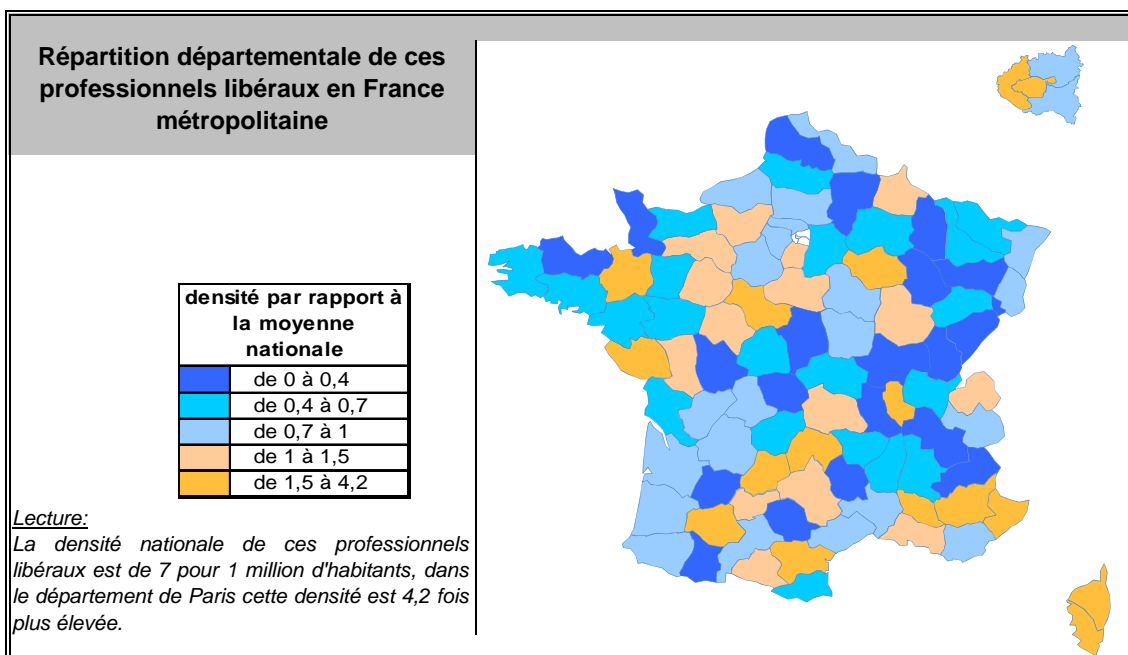 Répartition départementale de ces
professionnels libéraux en France
métropolitaine
densité par rapport à
la moyenne
nationale
de 0 à 0,4
de 0,4 à 0,7
de 0,7 à 1
de 1 à 1,5
de 1,5 à 4,2
Lecture:
La densité nationale de ces professionnels
libéraux est de 7 pour 1 million d'habitants, dans
le département de Paris cette densité est 4,2 fois
plus élevée.